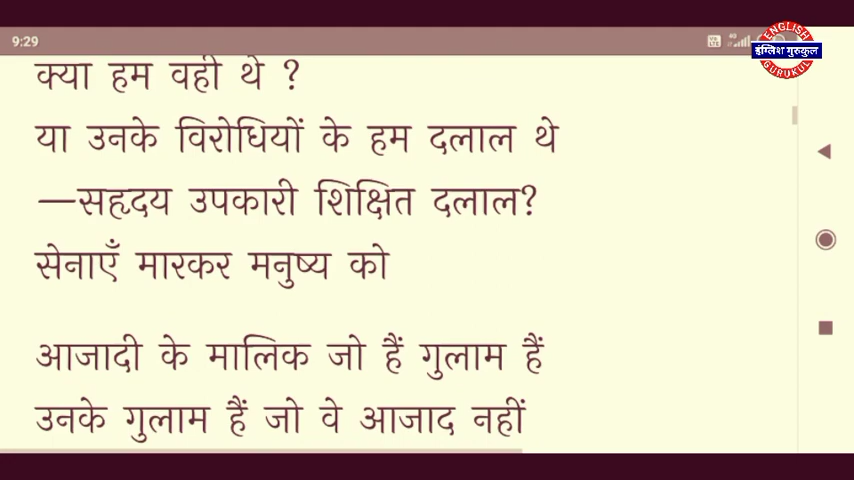 9:29
ENGLISH
इंग्लिश गुरुकुल
GURUKUL
क्या हम वही थे ?
या उनके विरोधियों के हम दलाल थे
—सहृदय उपकारी शिक्षित दलाल?
सेनाएँ मारकर मनुष्य को
आजादी के मालिक जो हैं गुलाम हैं
उनके गुलाम हैं जो वे आजाद नहीं